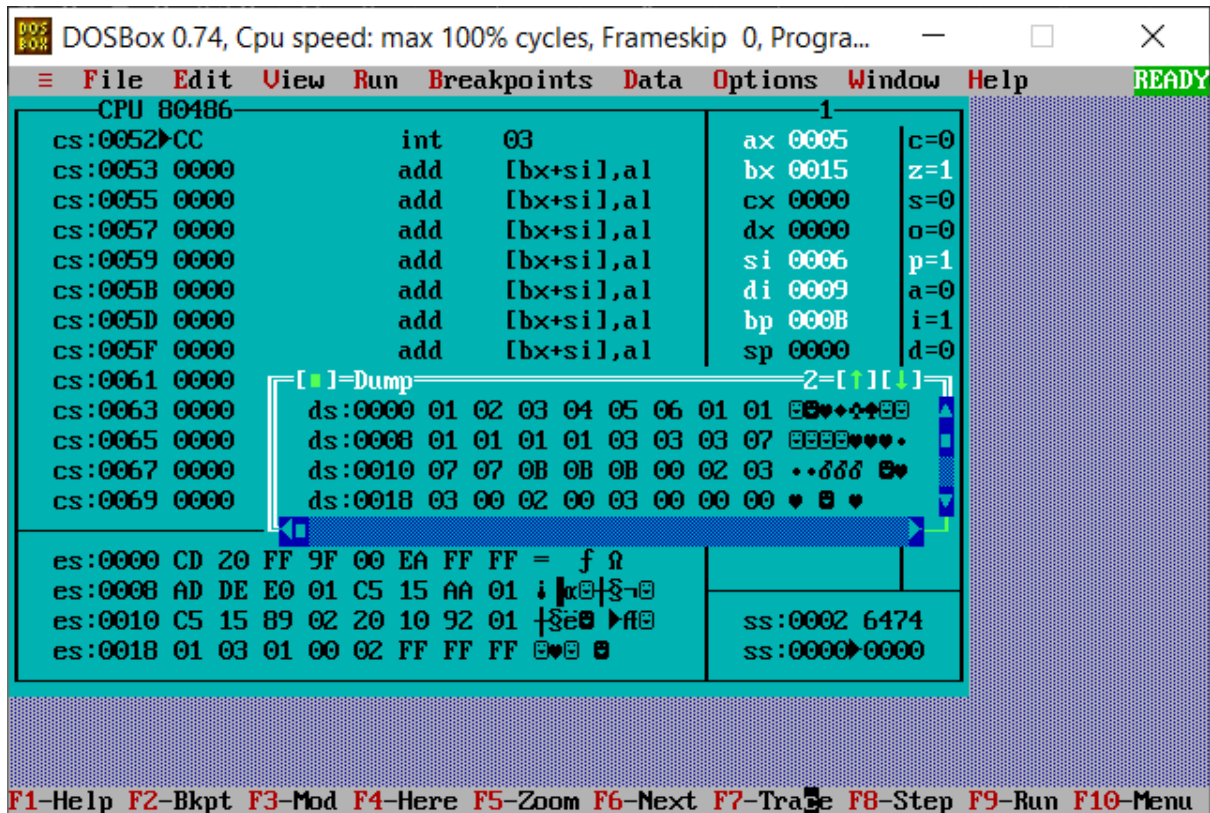 DOS BOX DOSBox 0.74, Cpu speed: max 100% cycles, Frameskip 0, Progra...
≡ File Edit View Run Breakpoints Data Options Window Help READY
CPU 80486 1
cs:0052►CC int 03 ax 0005 c=0
cs:0053 0000 add [bx+si],al bx 0015 z=1
cs:0055 0000 add [bx+si],al cx 0000 s=0
cs:0057 0000 add [bx+si],al dx 0000 o=0
cs:0059 0000 add [bx+si],al si 0006 p=1
cs:005B 0000 add [bx+si],al di 0009 a=0
cs:005D 0000 add [bx+si],al bp 000B i=1
cs:005F 0000 add [bx+si],al sp 0000 d=0
cs:0061 0000 [■]=Dump 2=[↑][↓]
cs:0063 0000 ds:0000 01 02 03 04 05 06 01 01 ☺☻♥♦♣♠☺☺
cs:0065 0000 ds:0008 01 01 01 01 03 03 03 07 ☺☺☺☺♥♥♥•
cs:0067 0000 ds:0010 07 07 0B 0B 0B 00 02 03 ••♂♂♂ ☻♥
cs:0069 0000 ds:0018 03 00 02 00 03 00 00 00 ♥ ☻ ♥
es:0000 CD 20 FF 9F 00 EA FF FF = ƒ Ω
es:0008 AD DE E0 01 C5 15 AA 01 ¡▐α☺┼§¬☺
es:0010 C5 15 89 02 20 10 92 01 ┼§ë☻ ►Æ☺
es:0018 01 03 01 00 02 FF FF FF ☺♥☺ ☻
ss:0002 6474
ss:0000►0000
F1-Help F2-Bkpt F3-Mod F4-Here F5-Zoom F6-Next F7-Trace F8-Step F9-Run F10-Menu